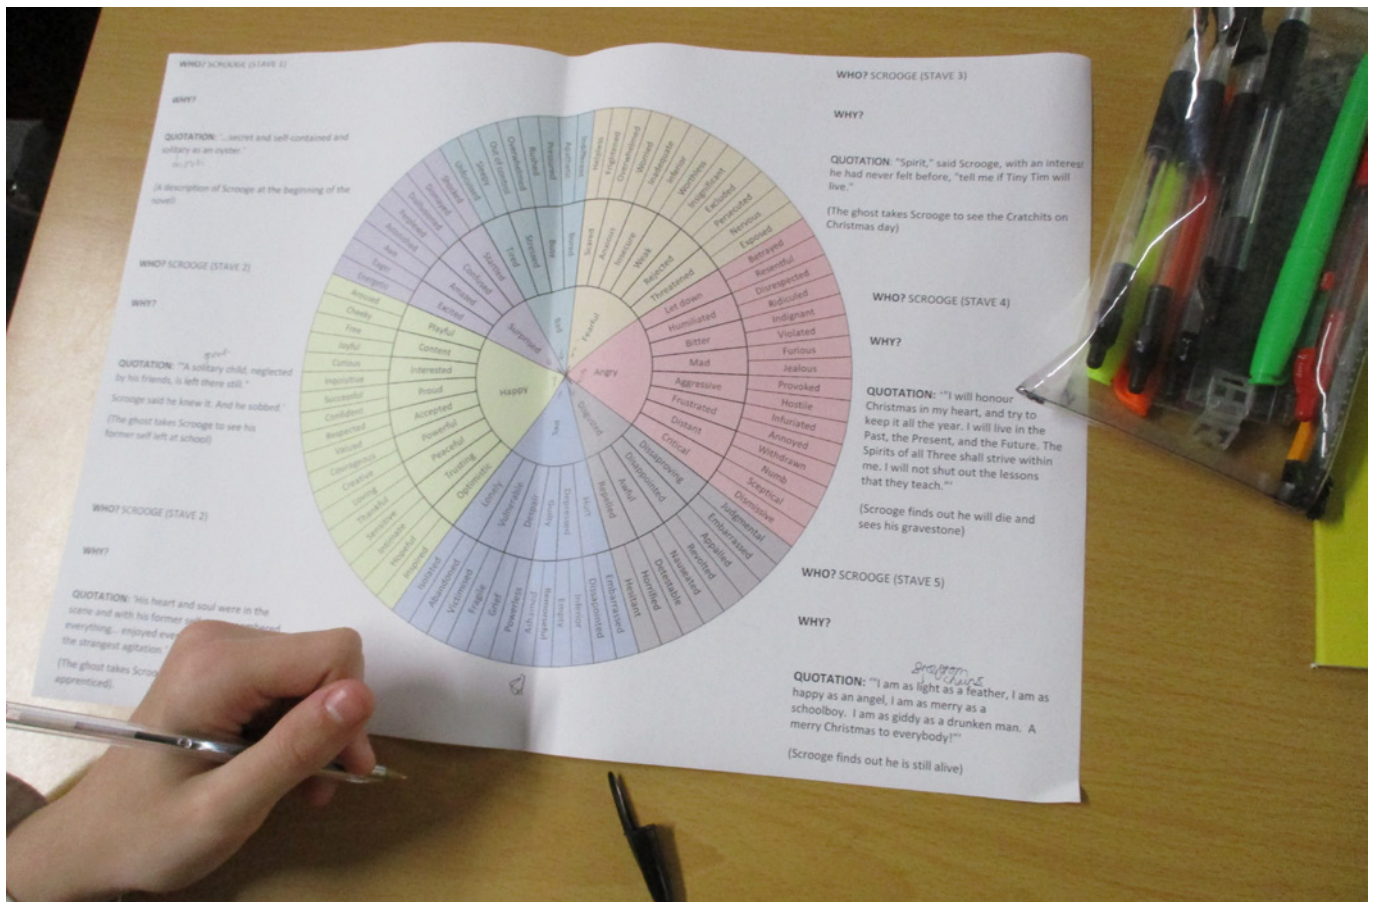 WHO? SCROOGE (STAVE 1)
WHY?
QUOTATION: '... secret and self-contained and
solitary as an oyster.'
(A description of Scrooge at the beginning of the
novel)
WHO? SCROOGE (STAVE 2)
WHY?
QUOTATION: '"A solitary child, neglected
by his friends, is left there still."
Scrooge said he knew it. And he sobbed.'
(The ghost takes Scrooge to see his
former self left at school)
WHO? SCROOGE (STAVE 2)
WHY?
QUOTATION: 'His heart and soul were in the
scene and with his former
everything... enjoyed
the strangest agitation.'
(The ghost takes
apprenticed).
Happy
Playful
Content
Interested
Proud
Accepted
Powerful
Peaceful
Trusting
Optimistic
Aroused
Cheeky
Free
Joyful
Curious
Inquisitive
Successful
Confident
Respected
Valued
Courageous
Creative
Loving
Thankful
Sensitive
Intimate
Hopeful
Inspired
Surprised
Excited
Amazed
Confused
Startled
Energetic
Eager
Awe
Astonished
Perplexed
Disillusioned
Dismayed
Shocked
Bad
Tired
Stressed
Busy
Bored
Unfocussed
Sleepy
Out of control
Overwhelmed
Rushed
Pressured
Apathetic
Indifferent
Fearful
Scared
Anxious
Insecure
Weak
Rejected
Threatened
Helpless
Frightened
Overwhelmed
Worried
Inadequate
Inferior
Worthless
Insignificant
Excluded
Persecuted
Nervous
Exposed
Angry
Let down
Humiliated
Bitter
Mad
Aggressive
Frustrated
Distant
Critical
Betrayed
Resentful
Disrespected
Ridiculed
Indignant
Violated
Furious
Jealous
Provoked
Hostile
Infuriated
Annoyed
Withdrawn
Numb
Sceptical
Dismissive
Disgusted
Dissaproving
Disappointed
Awful
Repelled
Judgmental
Embarrassed
Appalled
Revolted
Nauseated
Detestable
Horrified
Hesitant
Sad
Hurt
Depressed
Guilty
Despair
Vulnerable
Lonely
Embarrassed
Disappointed
Inferior
Empty
Remorseful
Ashamed
Powerless
Grief
Fragile
Victimised
Abandoned
Isolated
WHO? SCROOGE (STAVE 3)
WHY?
QUOTATION: "Spirit," said Scrooge, with an interest
he had never felt before, "tell me if Tiny Tim will
live."
(The ghost takes Scrooge to see the Cratchits on
Christmas day)
WHO? SCROOGE (STAVE 4)
WHY?
QUOTATION: '"I will honour
Christmas in my heart, and try to
keep it all the year. I will live in the
Past, the Present, and the Future. The
Spirits of all Three shall strive within
me. I will not shut out the lessons
that they teach."'
(Scrooge finds out he will die and
sees his gravestone)
WHO? SCROOGE (STAVE 5)
WHY?
QUOTATION: '"I am as light as a feather, I am as
happy as an angel, I am as merry as a
schoolboy. I am as giddy as a drunken man. A
merry Christmas to everybody!"'
(Scrooge finds out he is still alive)